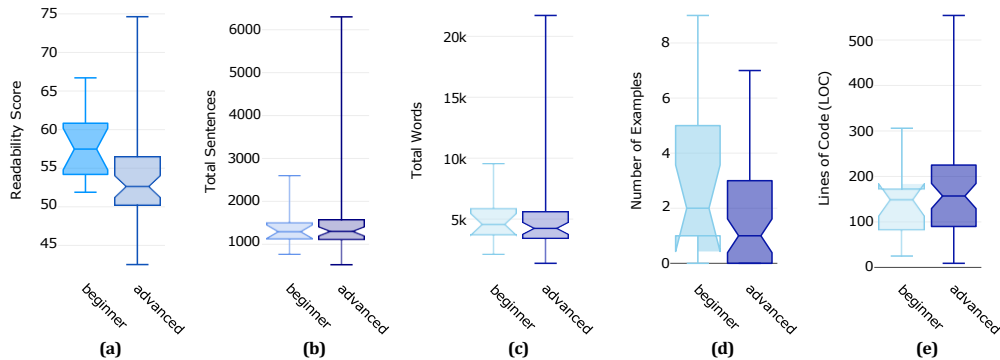 Readability Score
75
70
65
60
55
50
45
beginner
advanced
(a)
Total Sentences
6000
5000
4000
3000
2000
1000
beginner
advanced
(b)
Total Words
20k
15k
10k
5k
beginner
advanced
(c)
Number of Examples
8
6
4
2
0
beginner
advanced
(d)
Lines of Code (LOC)
500
400
300
200
100
0
beginner
advanced
(e)